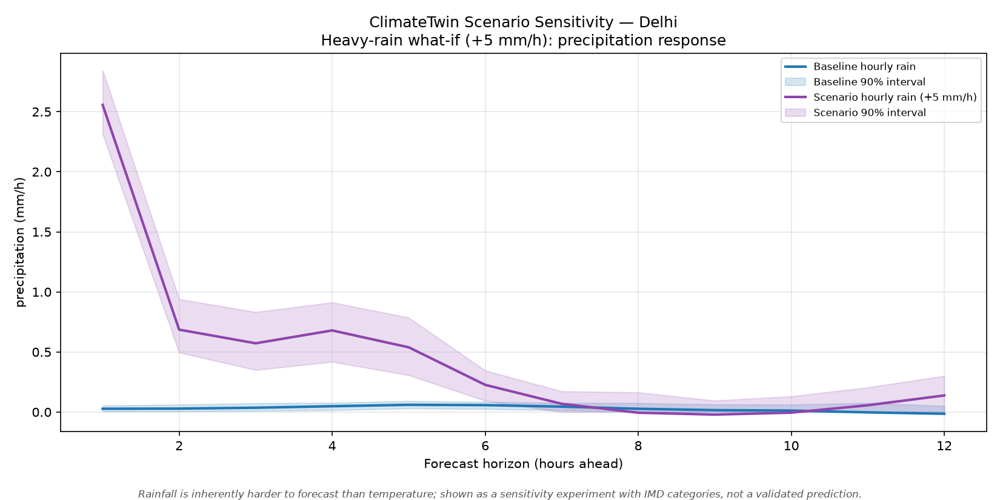 ClimateTwin Scenario Sensitivity — Delhi
Heavy-rain what-if (+5 mm/h): precipitation response
Baseline hourly rain
Baseline 90% interval
Scenario hourly rain (+5 mm/h)
Scenario 90% interval
precipitation (mm/h)
2.5
2.0
1.5
1.0
0.5
0.0
2 4 6 8 10 12
Forecast horizon (hours ahead)
Rainfall is inherently harder to forecast than temperature; shown as a sensitivity experiment with IMD categories, not a validated prediction.